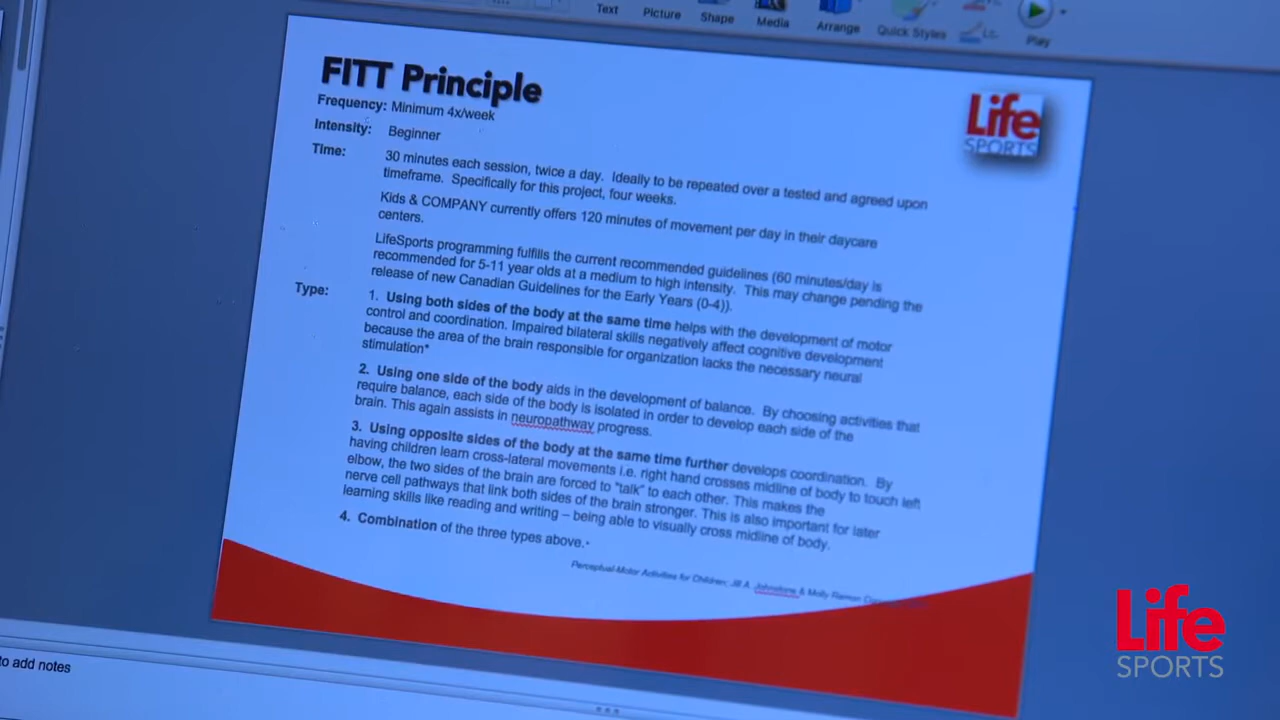 Text Picture Shape Media Arrange Quick Styles Play
FITT Principle
Life
SPORTS
Frequency: Minimum 4x/week
Intensity: Beginner
Time: 30 minutes each session, twice a day. Ideally to be repeated over a tested and agreed upon
timeframe. Specifically for this project, four weeks.
Kids & COMPANY currently offers 120 minutes of movement per day in their daycare
centers.
LifeSports programming fulfills the current recommended guidelines (60 minutes/day is
recommended for 5-11 year olds at a medium to high intensity. This may change pending the
release of new Canadian Guidelines for the Early Years (0-4)).
Type: 1. Using both sides of the body at the same time helps with the development of motor
control and coordination. Impaired bilateral skills negatively affect cognitive development
because the area of the brain responsible for organization lacks the necessary neural
stimulation*
2. Using one side of the body aids in the development of balance. By choosing activities that
require balance, each side of the body is isolated in order to develop each side of the
brain. This again assists in neuropathway progress.
3. Using opposite sides of the body at the same time further develops coordination. By
having children learn cross-lateral movements i.e. right hand crosses midline of body to touch left
elbow, the two sides of the brain are forced to "talk" to each other. This makes the
nerve cell pathways that link both sides of the brain stronger. This is also important for later
learning skills like reading and writing – being able to visually cross midline of body.
4. Combination of the three types above.*
Perceptual-Motor Activities for Children; Jill A. Johnstone & Molly Ramon
to add notes
Life
SPORTS